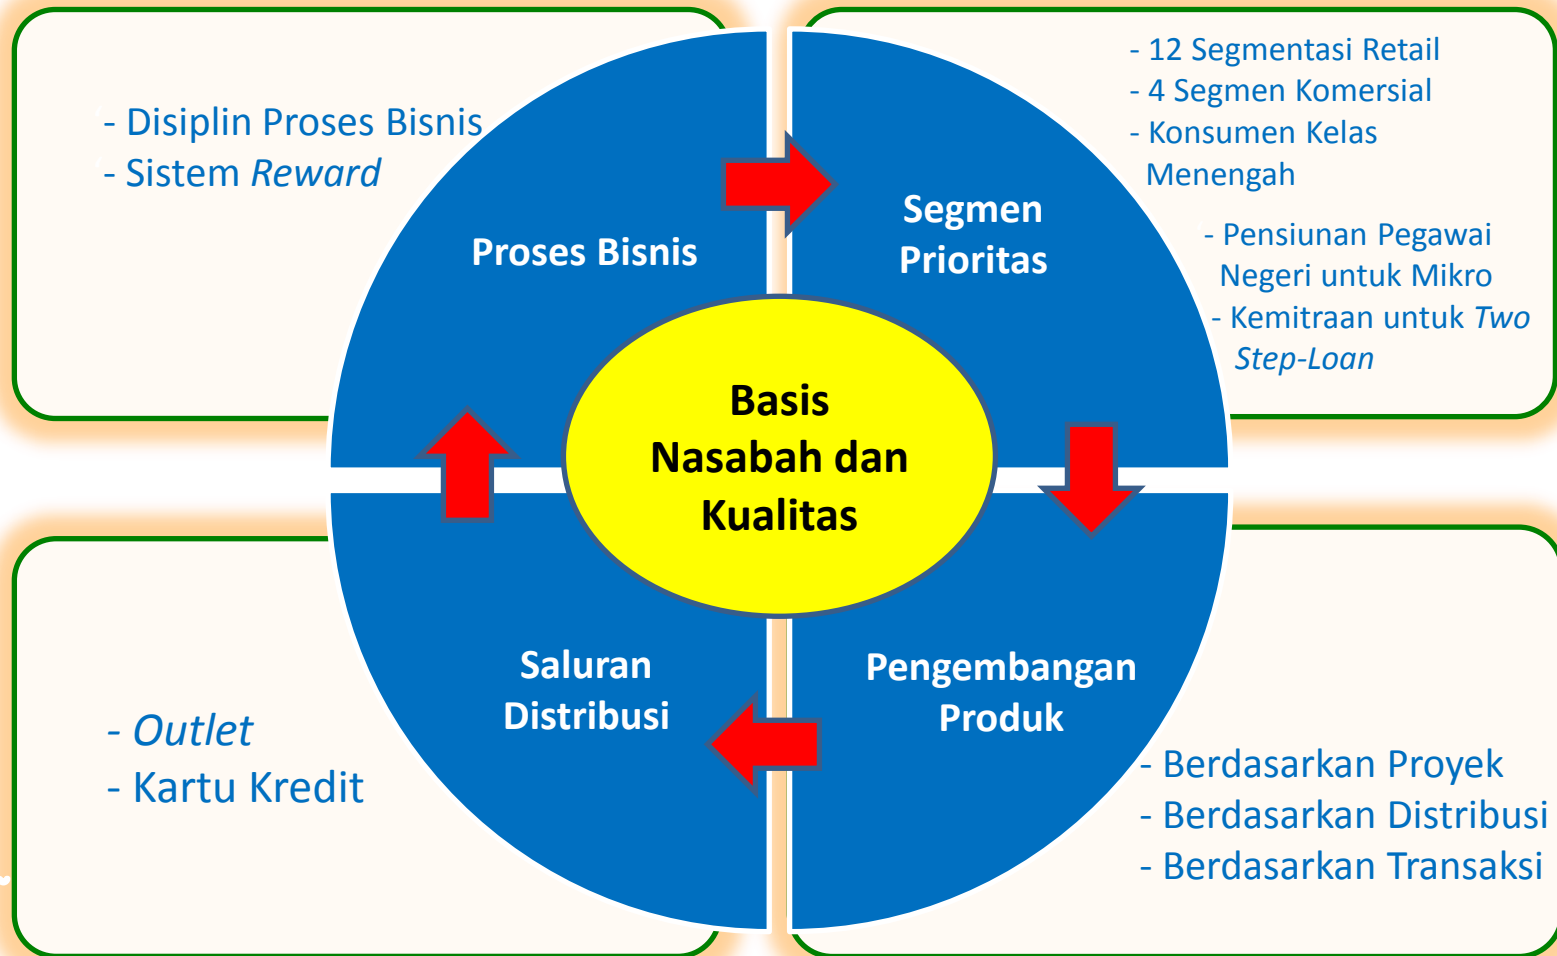 - Disiplin Proses Bisnis
- Sistem Reward
- 12 Segmentasi Retail
- 4 Segmen Komersial
- Konsumen Kelas
Menengah
- Pensiunan Pegawai
Negeri untuk Mikro
- Kemitraan untuk Two
Step-Loan
Proses Bisnis
Segmen
Prioritas
Basis
Nasabah dan
Kualitas
Saluran
Distribusi
Pengembangan
Produk
- Outlet
- Kartu Kredit
- Berdasarkan Proyek
- Berdasarkan Distribusi
- Berdasarkan Transaksi